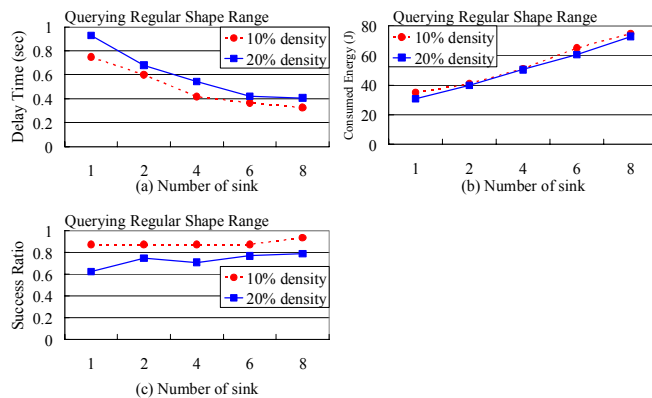 Querying Regular Shape Range
1
0.8
0.6
0.4
0.2
0
Delay Time (sec)
10% density
20% density
1 2 4 6 8
(a) Number of sink
Querying Regular Shape Range
80
60
40
20
0
Consumed Energy (J)
10% density
20% density
1 2 4 6 8
(b) Number of sink
Querying Regular Shape Range
1
0.8
0.6
0.4
0.2
0
Success Ratio
10% density
20% density
1 2 4 6 8
(c) Number of sink